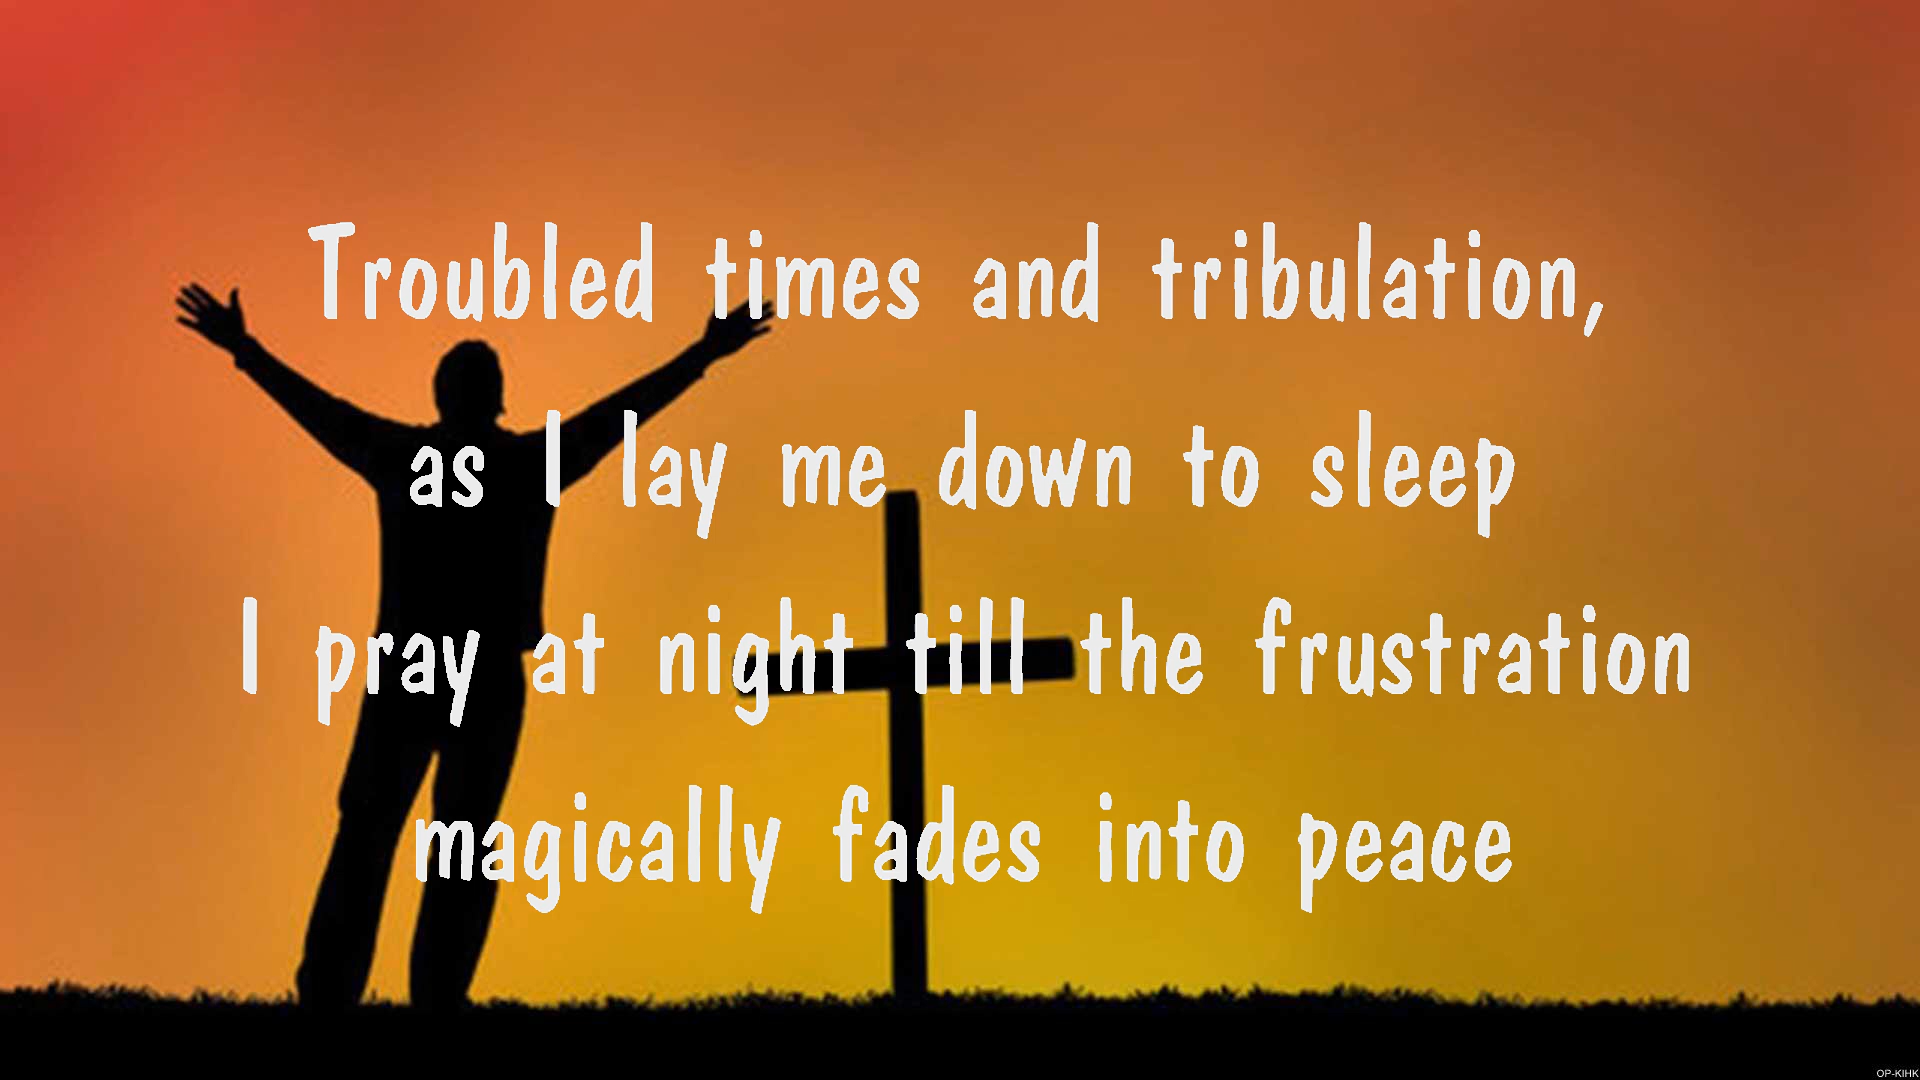 Troubled times and tribulation,
as I lay me down to sleep
I pray at night till the frustration
magically fades into peace
OP-KIHK